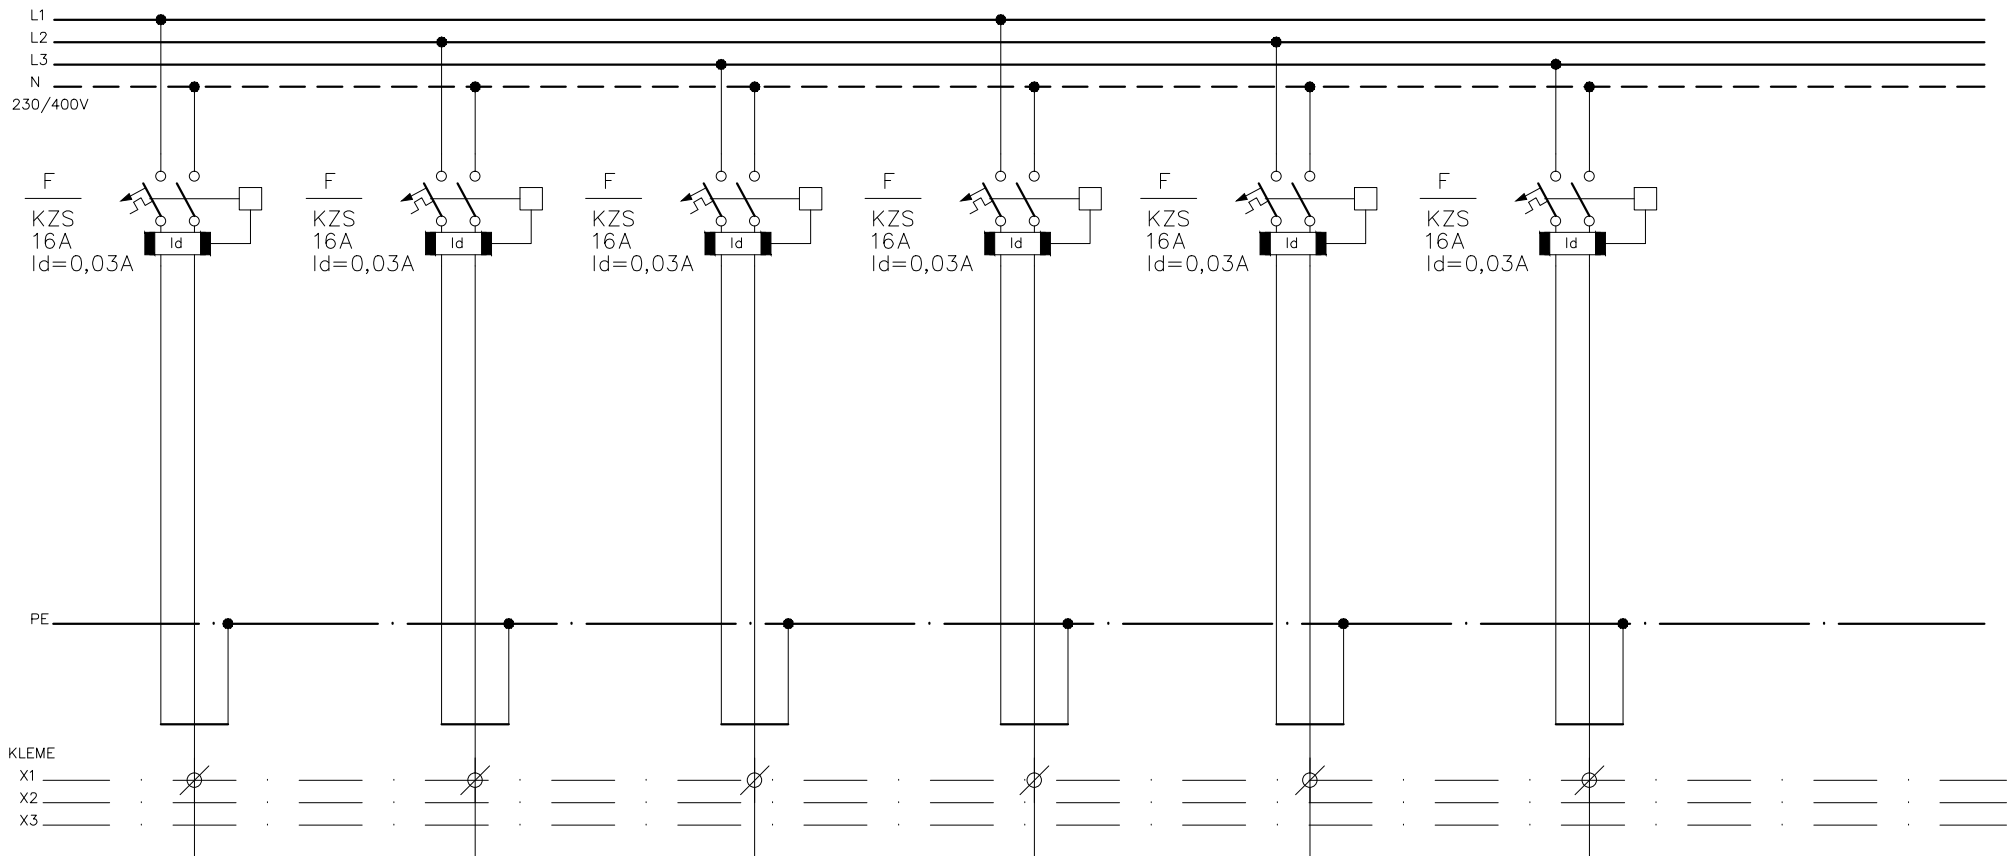 L1
L2
L3
N
230/400V
F
KZS
16A
Id=0,03A
Id
F
KZS
16A
Id=0,03A
Id
F
KZS
16A
Id=0,03A
Id
F
KZS
16A
Id=0,03A
Id
F
KZS
16A
Id=0,03A
Id
F
KZS
16A
Id=0,03A
Id
PE
KLEME
X1
X2
X3